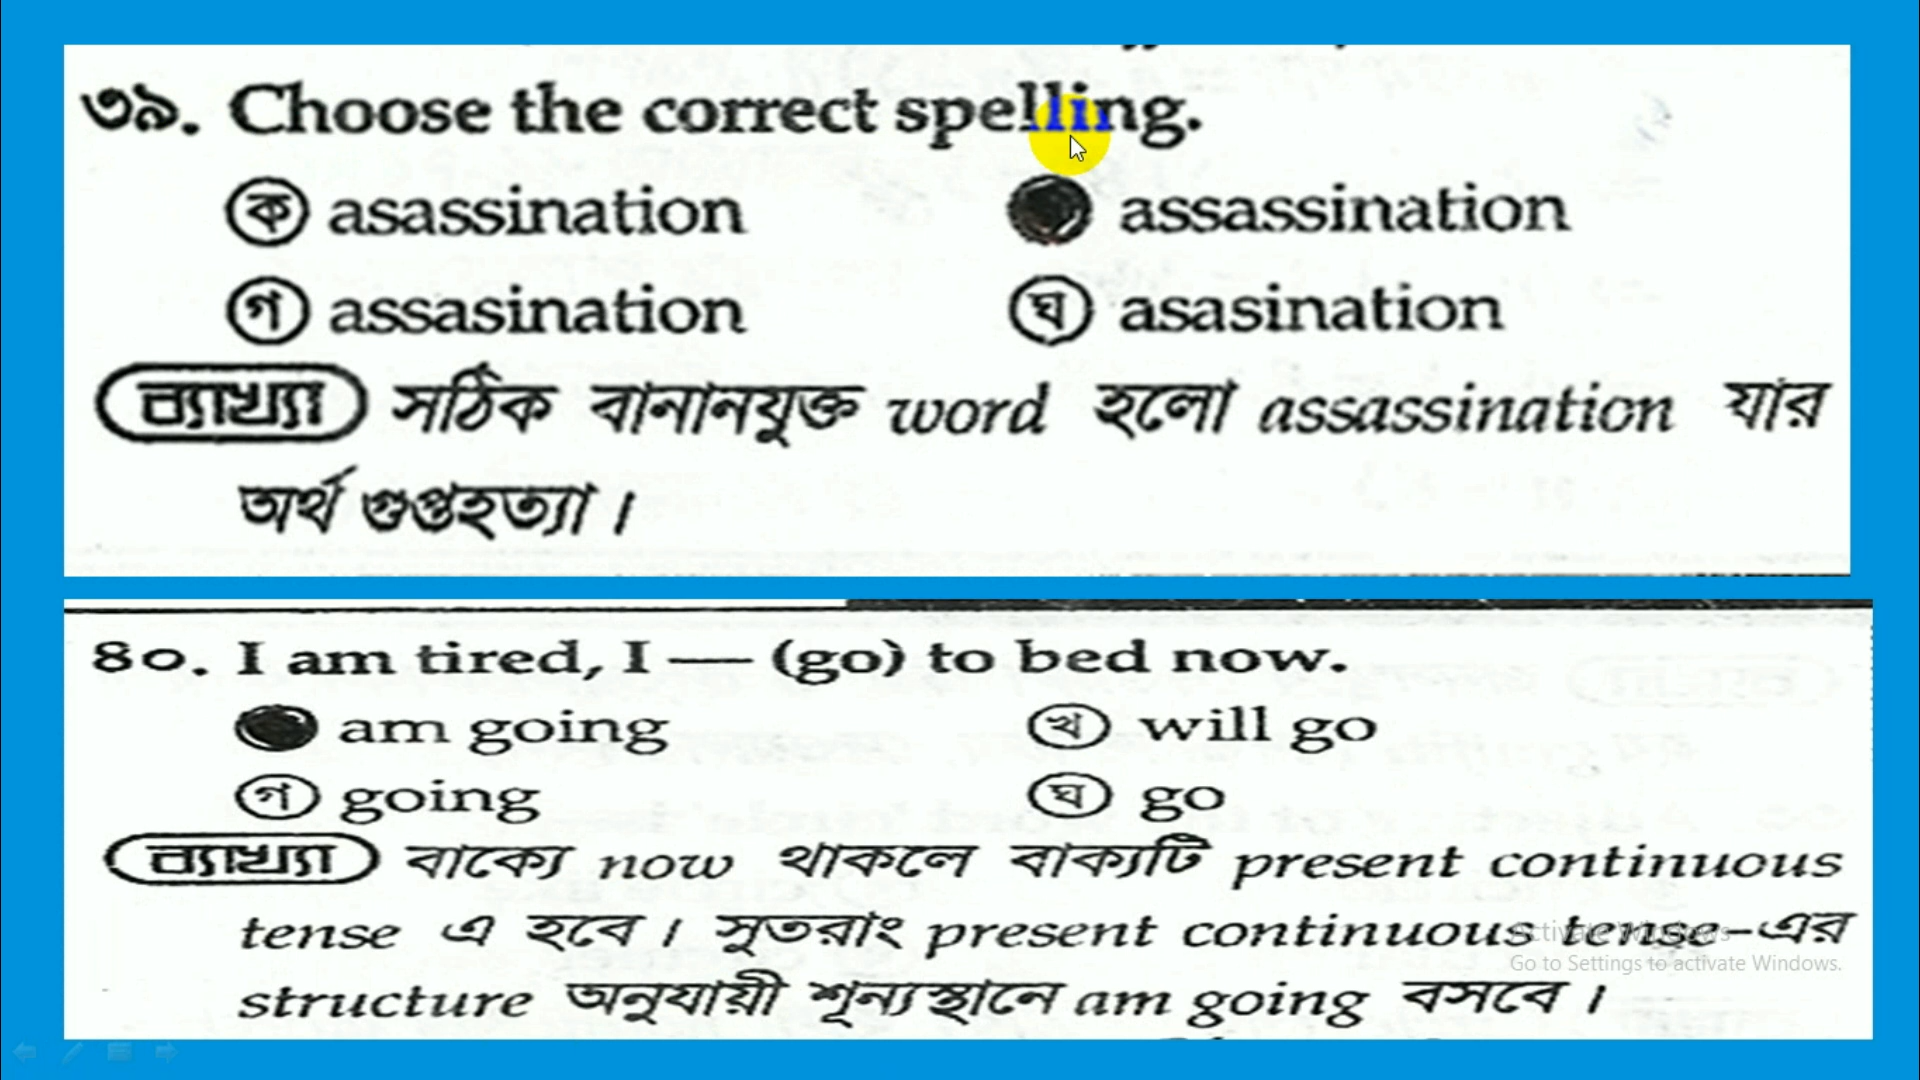 ৩৯. Choose the correct spelling.
ক asassination assassination
গ assasination ঘ asasination
ব্যাখ্যা সঠিক বানানযুক্ত word হলো assassination যার
অর্থ গুপ্তহত্যা।
৪০. I am tired, I — (go) to bed now.
am going খ will go
গ going ঘ go
ব্যাখ্যা বাক্যে now থাকলে বাক্যটি present continuous
tense এ হবে। সুতরাং present continuous tense-এর
structure অনুযায়ী শূন্যস্থানে am going বসবে।
Activate Windows
Go to Settings to activate Windows.